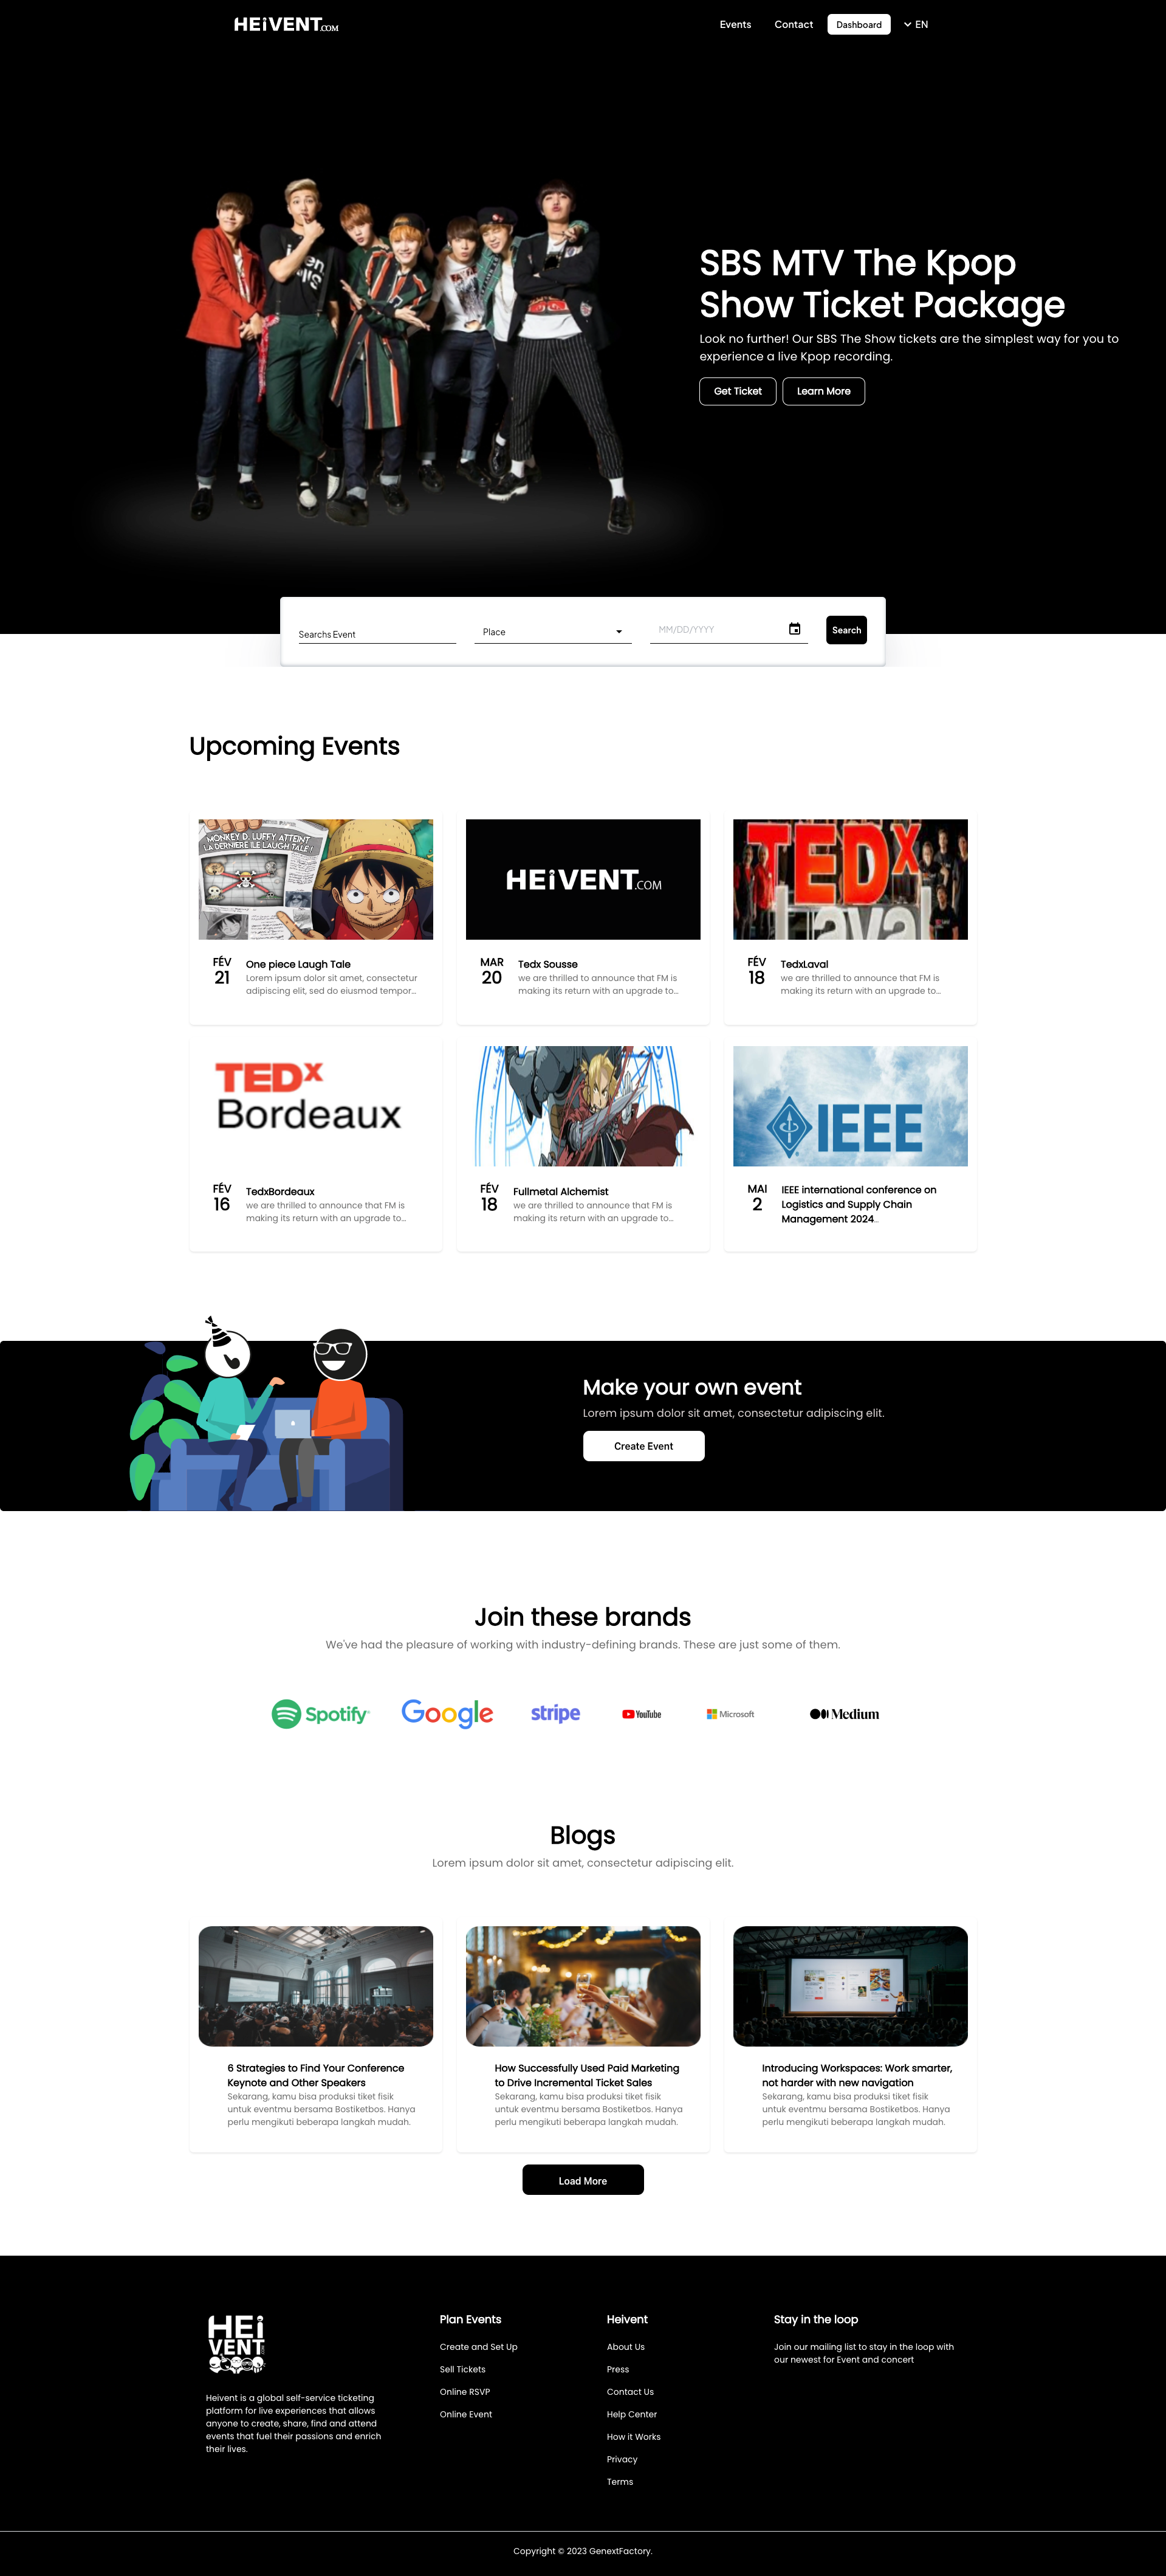 HEiVENT.COM
Events
Contact
Dashboard
EN
SBS MTV The Kpop
Show Ticket Package
Look no further! Our SBS The Show tickets are the simplest way for you to
experience a live Kpop recording.
Get Ticket
Learn More
Searchs Event
Place
MM/DD/YYYY
Search
Upcoming Events
MONKEY D. LUFFY ATTEINT
LA DERNIERE ILE LAUGH TALE !
FÉV
21
One piece Laugh Tale
Lorem ipsum dolor sit amet, consectetur
adipiscing elit, sed do eiusmod tempor...
HEiVENT.COM
MAR
20
Tedx Sousse
we are thrilled to announce that FM is
making its return with an upgrade to...
TEDx
Laval
FÉV
18
TedxLaval
we are thrilled to announce that FM is
making its return with an upgrade to...
TEDx
Bordeaux
FÉV
16
TedxBordeaux
we are thrilled to announce that FM is
making its return with an upgrade to...
FÉV
18
Fullmetal Alchemist
we are thrilled to announce that FM is
making its return with an upgrade to...
IEEE
MAI
2
IEEE international conference on
Logistics and Supply Chain
Management 2024...
Make your own event
Lorem ipsum dolor sit amet, consectetur adipiscing elit.
Create Event
Join these brands
We've had the pleasure of working with industry-defining brands. These are just some of them.
Spotify
Google
stripe
YouTube
Microsoft
Medium
Blogs
Lorem ipsum dolor sit amet, consectetur adipiscing elit.
6 Strategies to Find Your Conference
Keynote and Other Speakers
Sekarang, kamu bisa produksi tiket fisik
untuk eventmu bersama Bostiketbos. Hanya
perlu mengikuti beberapa langkah mudah.
How Successfully Used Paid Marketing
to Drive Incremental Ticket Sales
Sekarang, kamu bisa produksi tiket fisik
untuk eventmu bersama Bostiketbos. Hanya
perlu mengikuti beberapa langkah mudah.
Introducing Workspaces: Work smarter,
not harder with new navigation
Sekarang, kamu bisa produksi tiket fisik
untuk eventmu bersama Bostiketbos. Hanya
perlu mengikuti beberapa langkah mudah.
Load More
HEi
VENT
Heivent is a global self-service ticketing
platform for live experiences that allows
anyone to create, share, find and attend
events that fuel their passions and enrich
their lives.
Plan Events
Create and Set Up
Sell Tickets
Online RSVP
Online Event
Heivent
About Us
Press
Contact Us
Help Center
How it Works
Privacy
Terms
Stay in the loop
Join our mailing list to stay in the loop with
our newest for Event and concert
Copyright © 2023 GenextFactory.